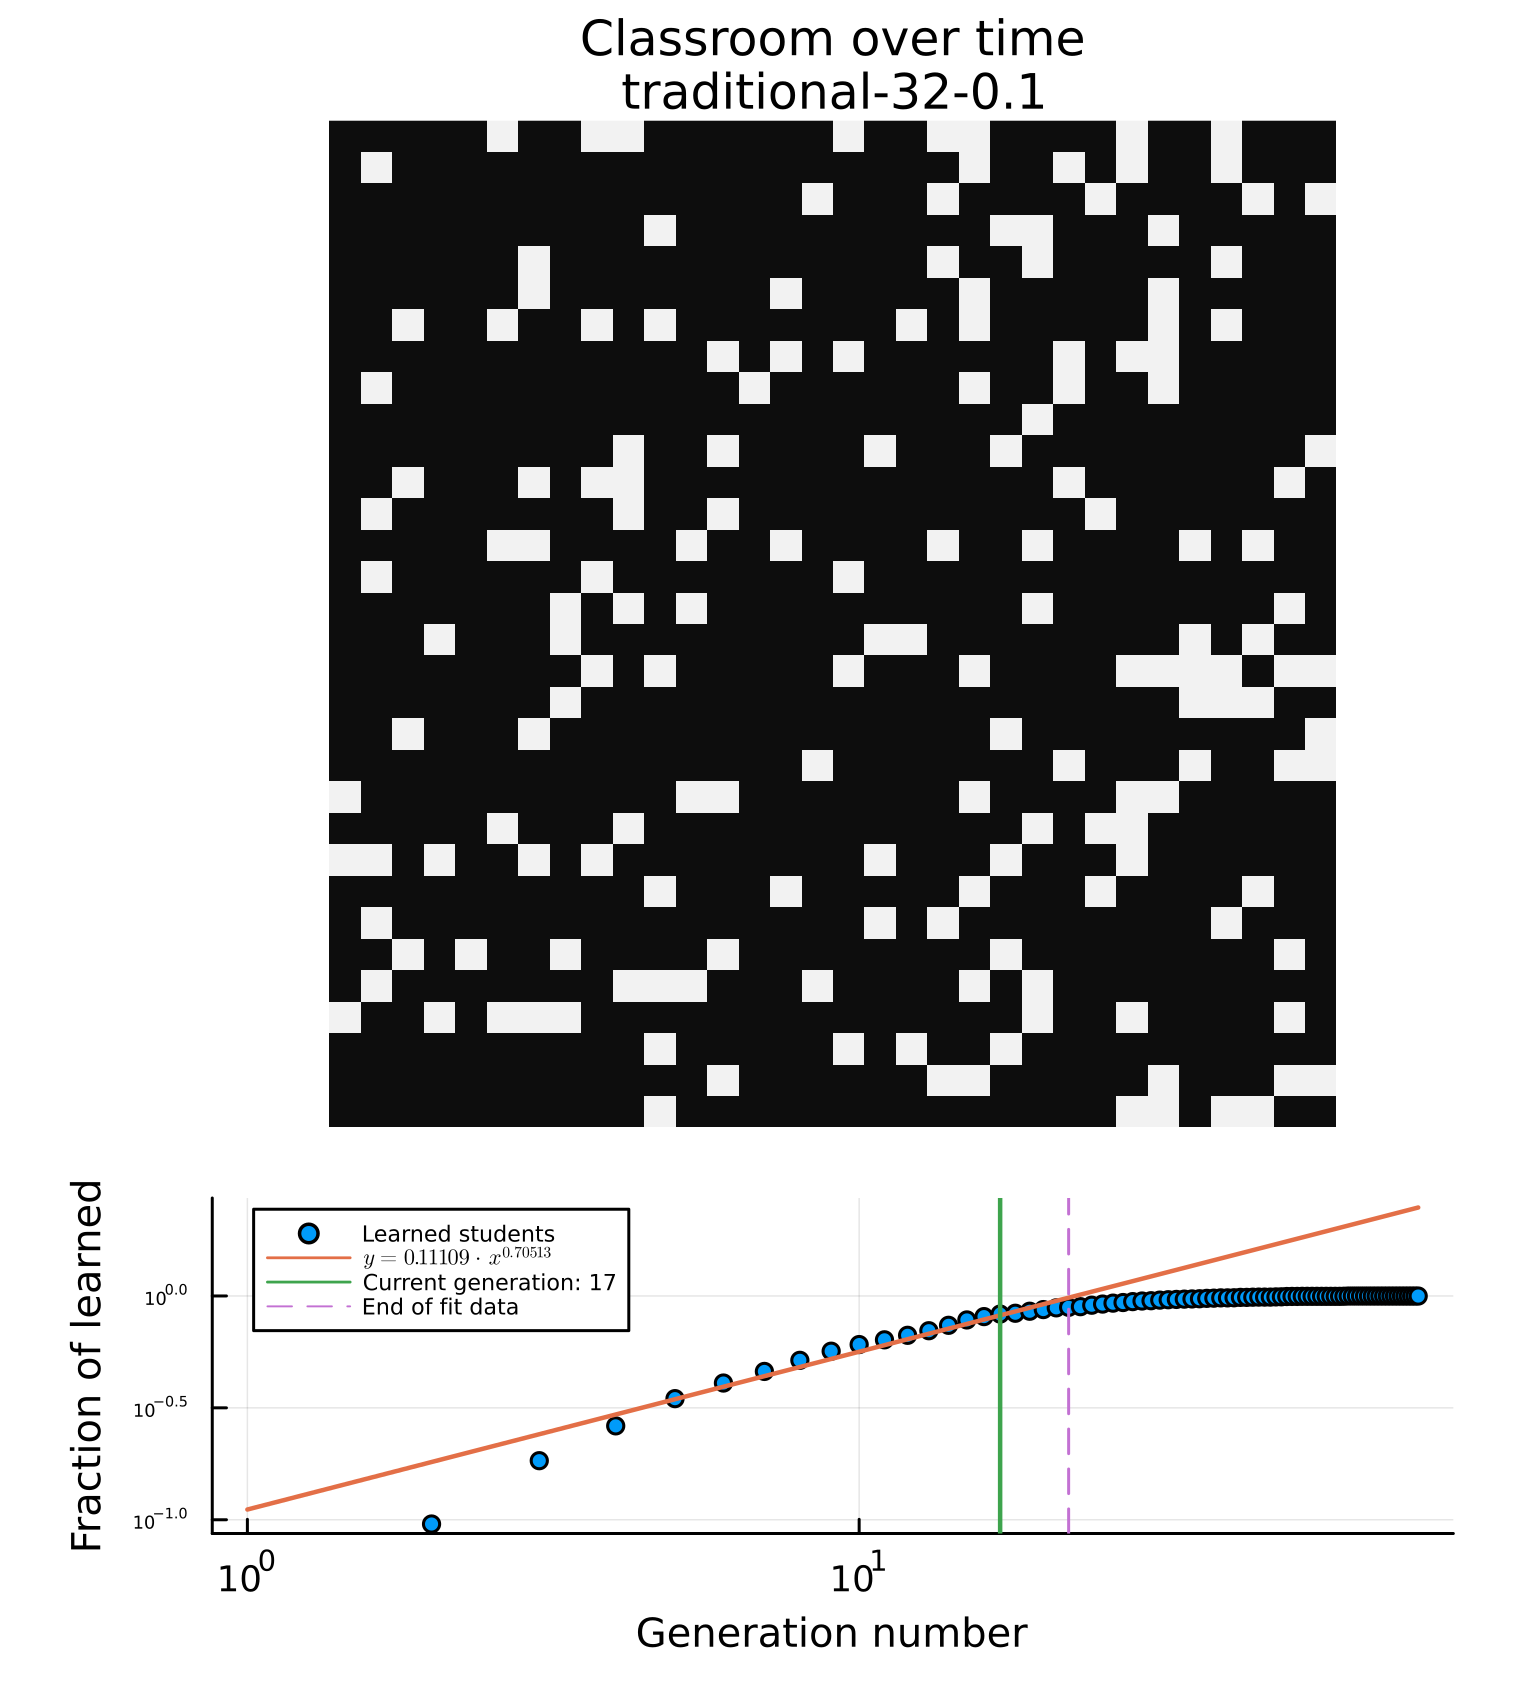 Classroom over time
traditional-32-0.1
Fraction of learned
Learned students
y = 0.11109 · x^0.70513
Current generation: 17
End of fit data
10^0.0
10^−0.5
10^−1.0
10^0
10^1
Generation number